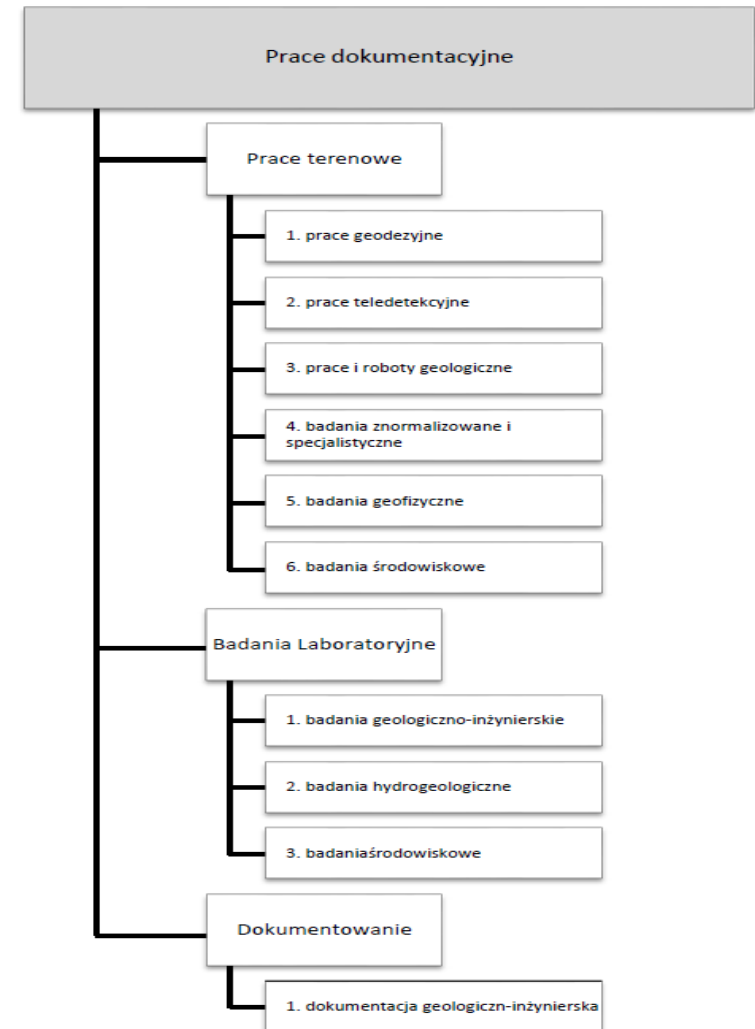 Prace dokumentacyjne
Prace terenowe
1. prace geodezyjne
2. prace teledetekcyjne
3. prace i roboty geologiczne
4. badania znormalizowane i
specjalistyczne
5. badania geofizyczne
6. badania środowiskowe
Badania Laboratoryjne
1. badania geologiczno-inżynierskie
2. badania hydrogeologiczne
3. badaniaśrodowiskowe
Dokumentowanie
1. dokumentacja geologiczn-inżynierska